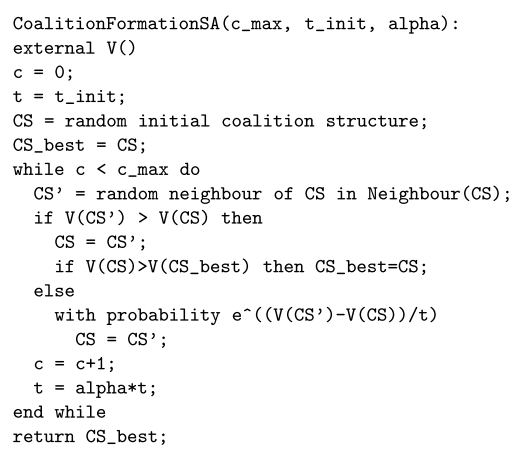 CoalitionFormationSA(c_max, t_init, alpha):
external V()
c = 0;
t = t_init;
CS = random initial coalition structure;
CS_best = CS;
while c < c_max do
CS’ = random neighbour of CS in Neighbour(CS);
if V(CS’) > V(CS) then
CS = CS’;
if V(CS)>V(CS_best) then CS_best=CS;
else
with probability e^((V(CS’)-V(CS))/t)
CS = CS’;
c = c+1;
t = alpha*t;
end while
return CS_best;